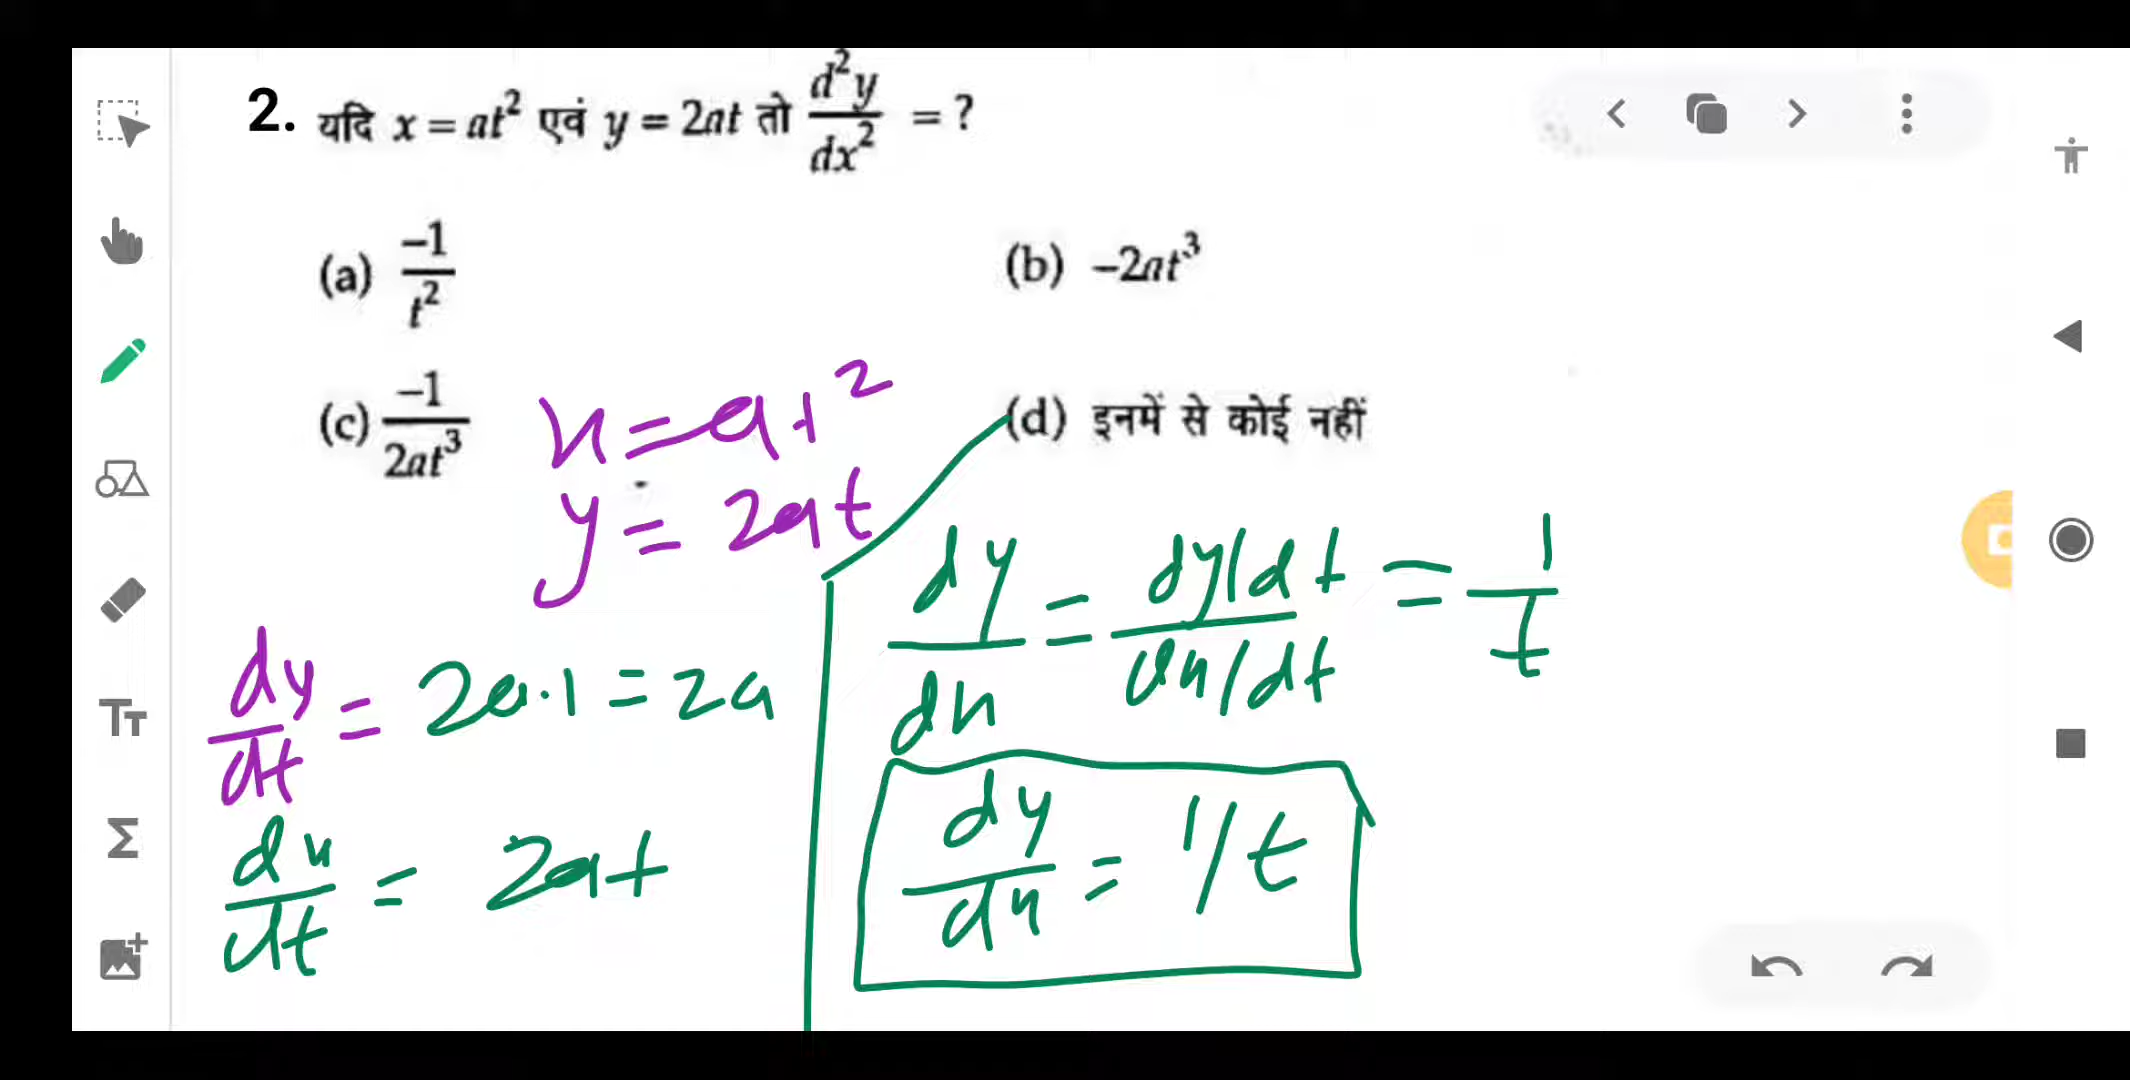 2. यदि x = at² एवं y = 2at तो d²y/dx² = ?
(a) -1/t²
(b) -2at³
(c) -1/2at³
(d) इनमें से कोई नहीं
x = at²
y = 2at
dy/dt = 2a·1 = 2a
dx/dt = 2at
dy/dx = dy/dt / dx/dt = 1/t
dy/dx = 1/t